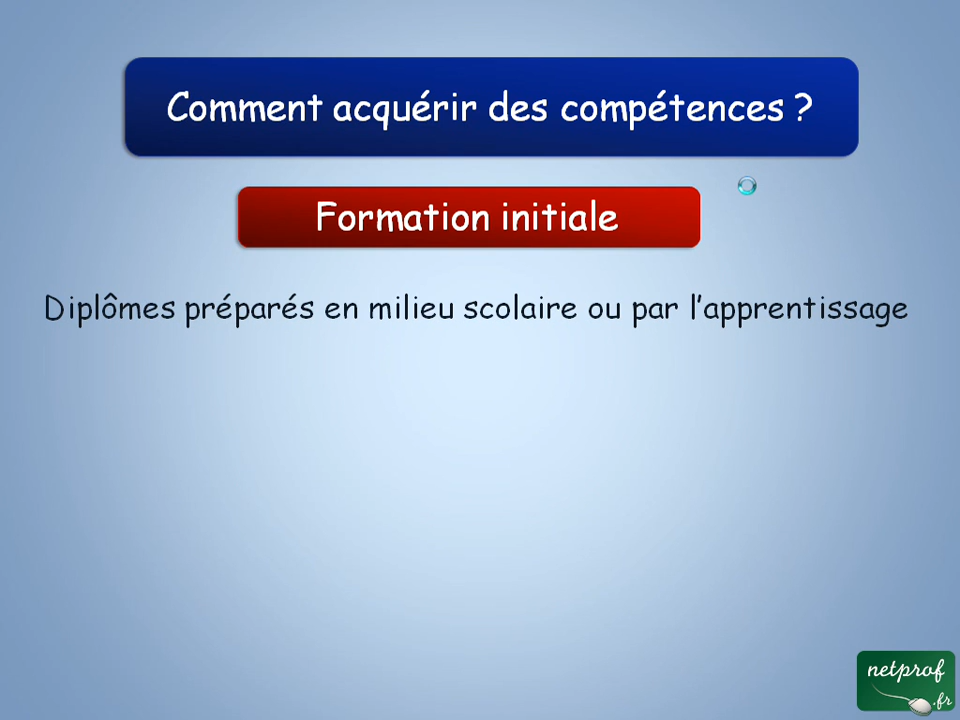 Comment acquérir des compétences ?
Formation initiale
Diplômes préparés en milieu scolaire ou par l’apprentissage
netprof
.fr